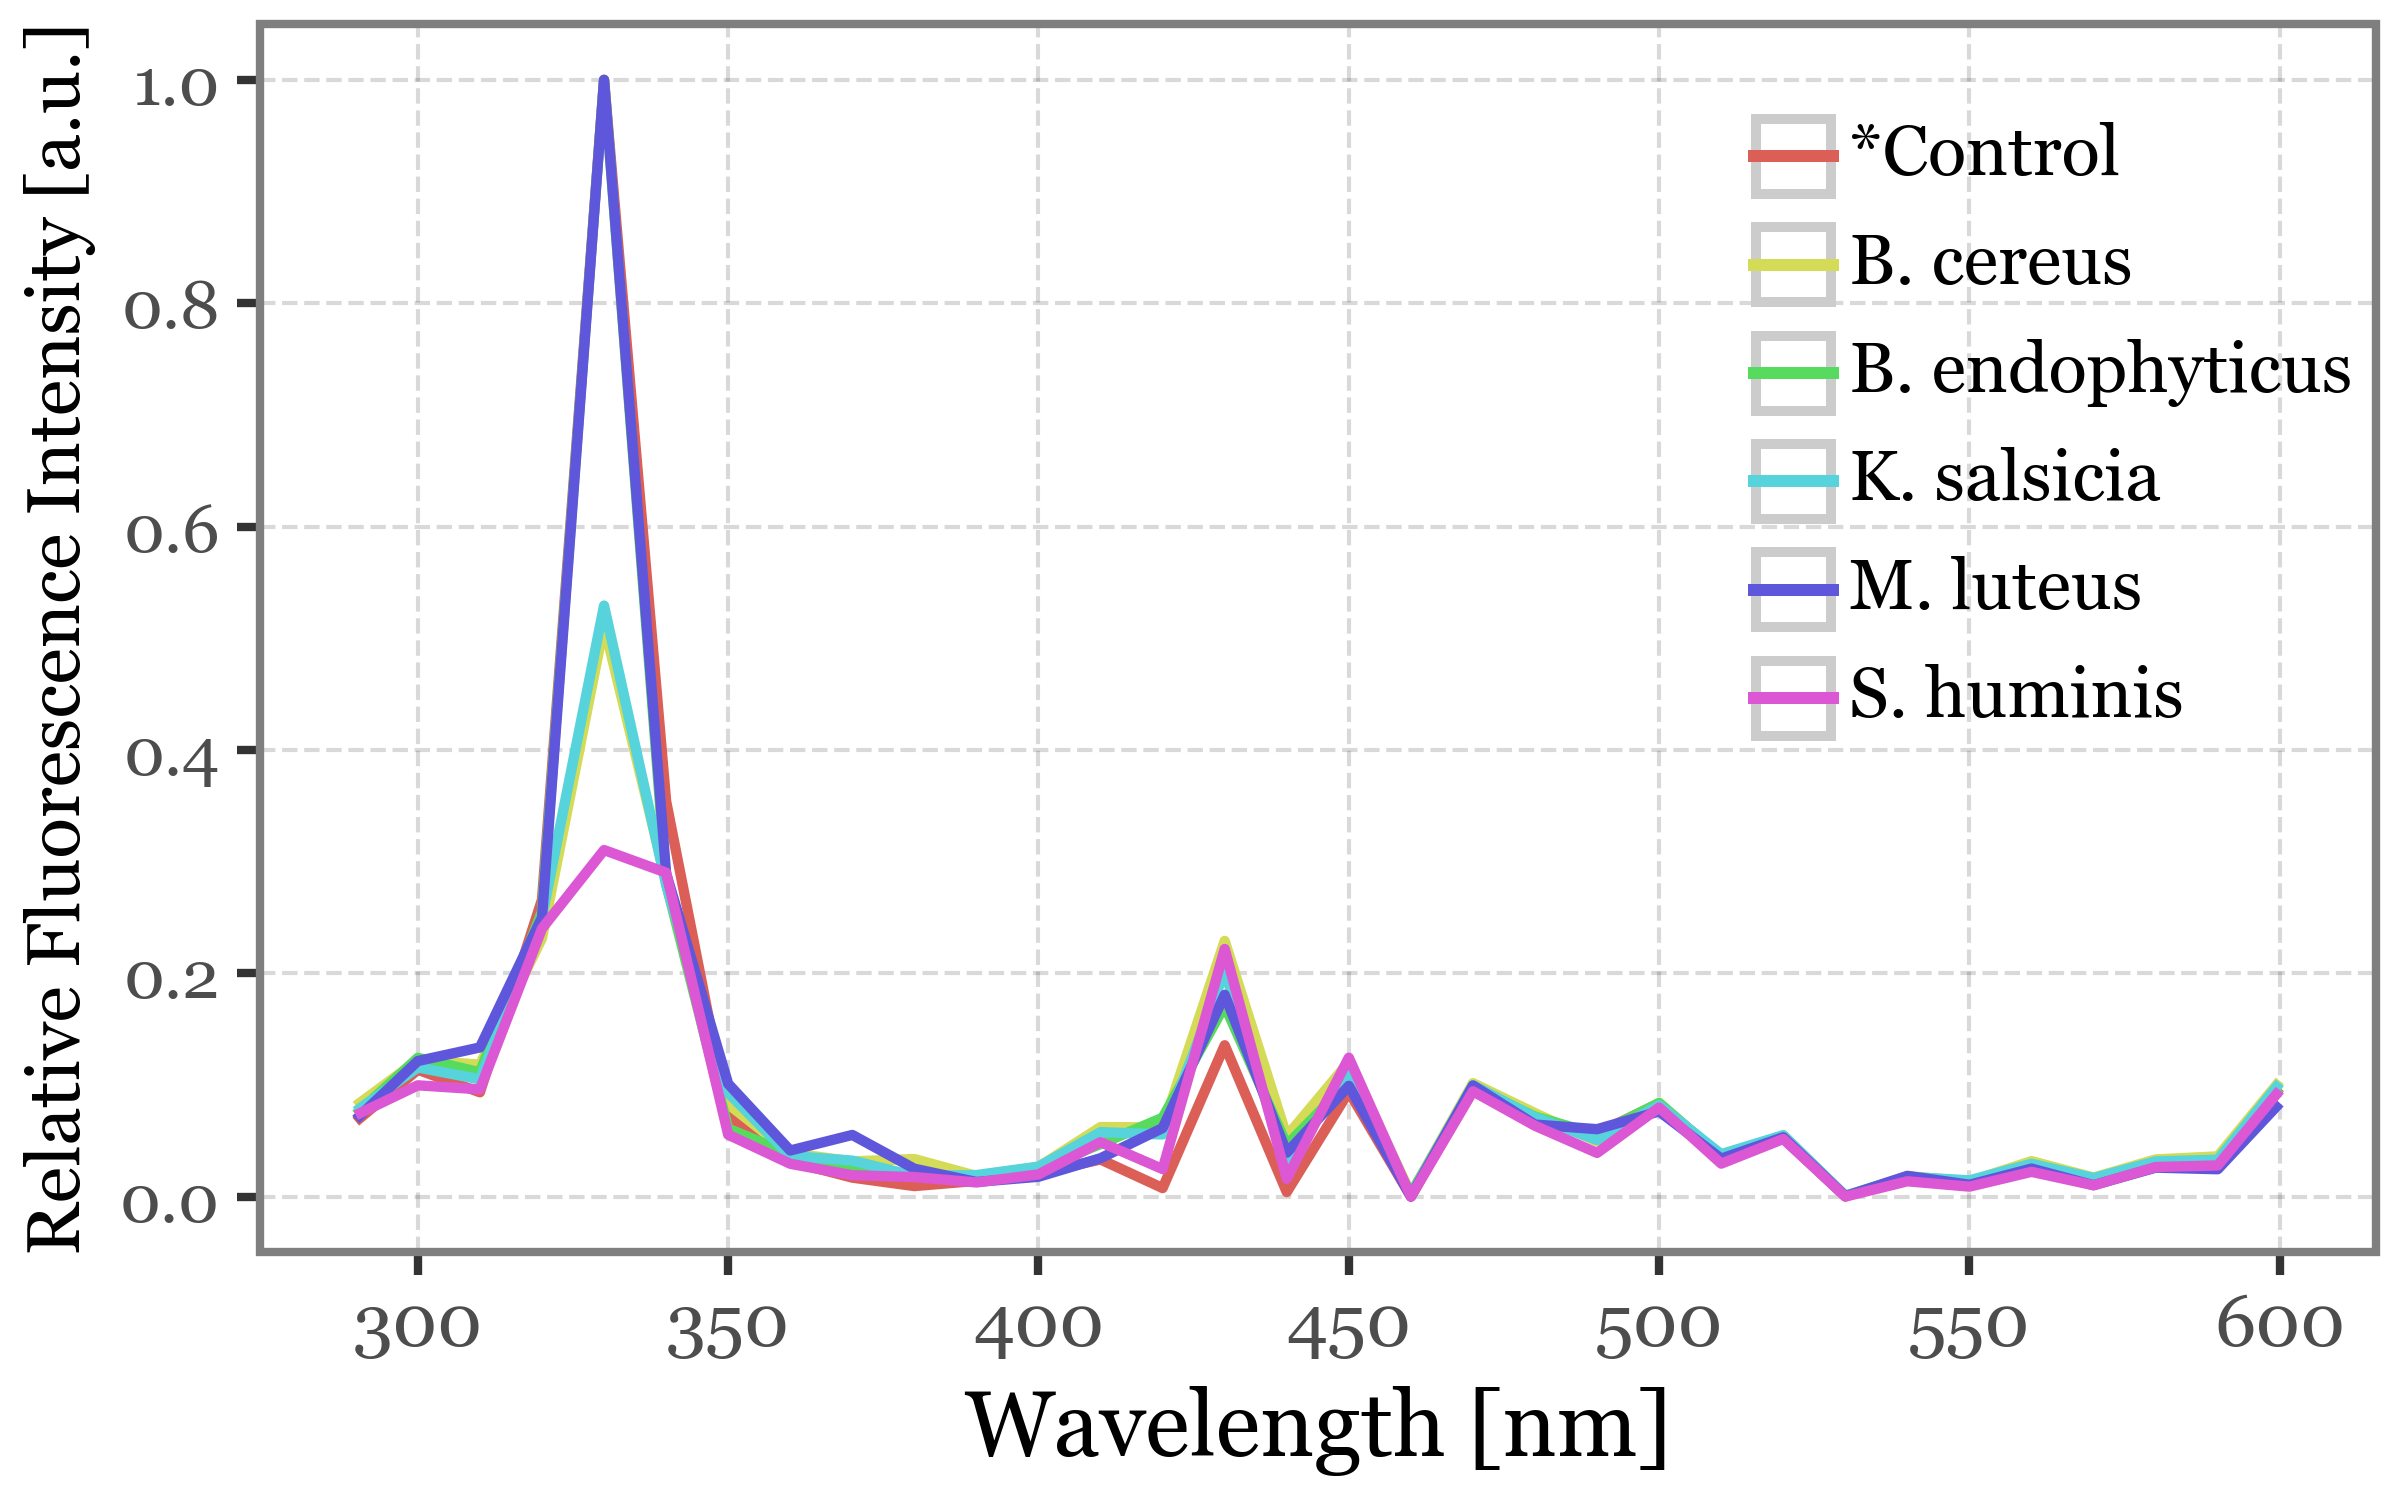 Relative Fluorescence Intensity [a.u.]
1.0
0.8
0.6
0.4
0.2
0.0
*Control
B. cereus
B. endophyticus
K. salsicia
M. luteus
S. huminis
300 350 400 450 500 550 600
Wavelength [nm]